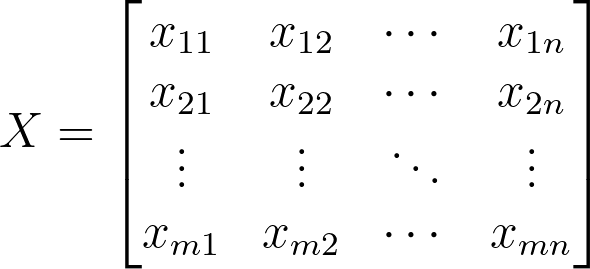 X = [ x₁₁ x₁₂ ⋯ x₁ₙ
x₂₁ x₂₂ ⋯ x₂ₙ
⋮ ⋮ ⋱ ⋮
xₘ₁ xₘ₂ ⋯ xₘₙ ]